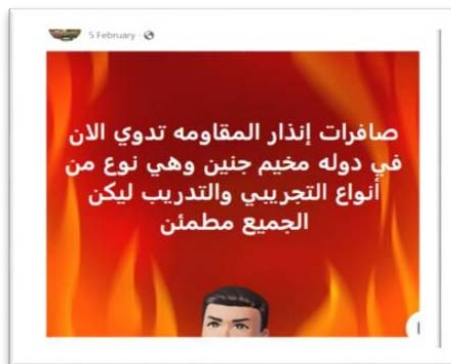 5 February
صافرات إنذار المقاومه تدوي الان
في دوله مخيم جنين وهي نوع من
أنواع التجريبي والتدريب ليكن
الجميع مطمئن